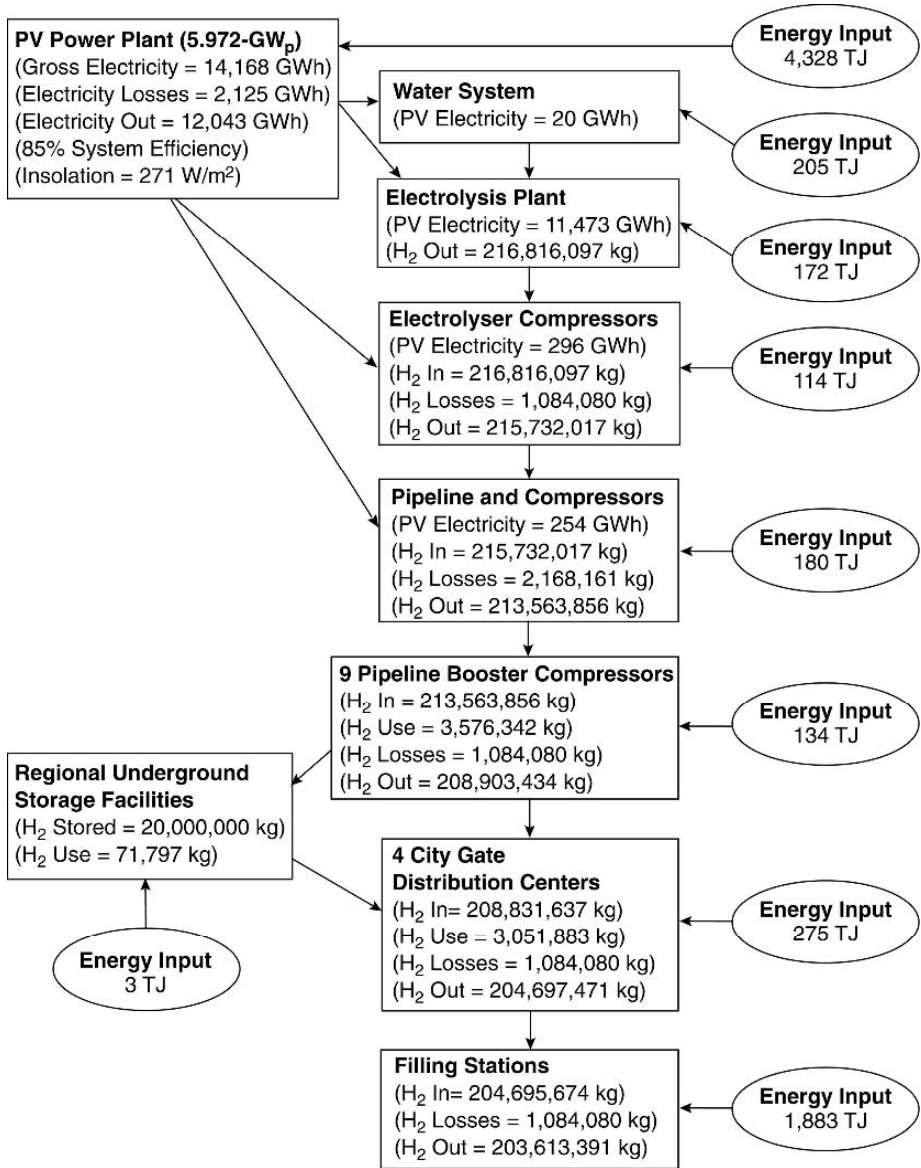 PV Power Plant (5.972-GWp)
(Gross Electricity = 14,168 GWh)
(Electricity Losses = 2,125 GWh)
(Electricity Out = 12,043 GWh)
(85% System Efficiency)
(Insolation = 271 W/m²)
Energy Input
4,328 TJ
Water System
(PV Electricity = 20 GWh)
Energy Input
205 TJ
Electrolysis Plant
(PV Electricity = 11,473 GWh)
(H₂ Out = 216,816,097 kg)
Energy Input
172 TJ
Electrolyser Compressors
(PV Electricity = 296 GWh)
(H₂ In = 216,816,097 kg)
(H₂ Losses = 1,084,080 kg)
(H₂ Out = 215,732,017 kg)
Energy Input
114 TJ
Pipeline and Compressors
(PV Electricity = 254 GWh)
(H₂ In = 215,732,017 kg)
(H₂ Losses = 2,168,161 kg)
(H₂ Out = 213,563,856 kg)
Energy Input
180 TJ
9 Pipeline Booster Compressors
(H₂ In = 213,563,856 kg)
(H₂ Use = 3,576,342 kg)
(H₂ Losses = 1,084,080 kg)
(H₂ Out = 208,903,434 kg)
Energy Input
134 TJ
Regional Underground
Storage Facilities
(H₂ Stored = 20,000,000 kg)
(H₂ Use = 71,797 kg)
Energy Input
3 TJ
4 City Gate
Distribution Centers
(H₂ In= 208,831,637 kg)
(H₂ Use = 3,051,883 kg)
(H₂ Losses = 1,084,080 kg)
(H₂ Out = 204,697,471 kg)
Energy Input
275 TJ
Filling Stations
(H₂ In= 204,695,674 kg)
(H₂ Losses = 1,084,080 kg)
(H₂ Out = 203,613,391 kg)
Energy Input
1,883 TJ